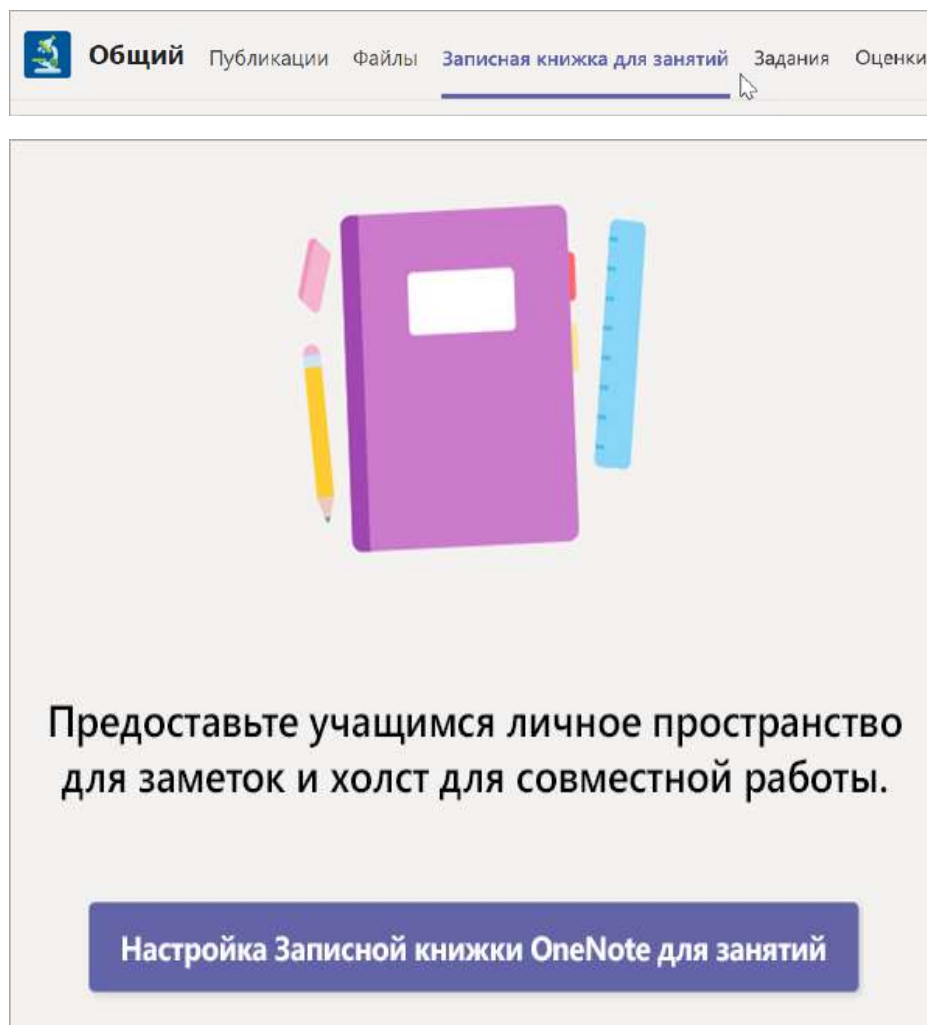 Общий Публикации Файлы Записная книжка для занятий Задания Оценки
Предоставьте учащимся личное пространство
для заметок и холст для совместной работы.
Настройка Записной книжки OneNote для занятий